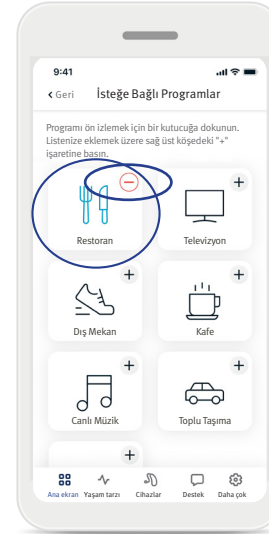 9:41
Geri İsteğe Bağlı Programlar
Programı ön izlemek için bir kutucuğa dokunun.
Listenize eklemek üzere sağ üst köşedeki "+"
işaretine basın.
Restoran Televizyon
Dış Mekan Kafe
Canlı Müzik Toplu Taşıma
Ana ekran Yaşam tarzı Cihazlar Destek Daha çok